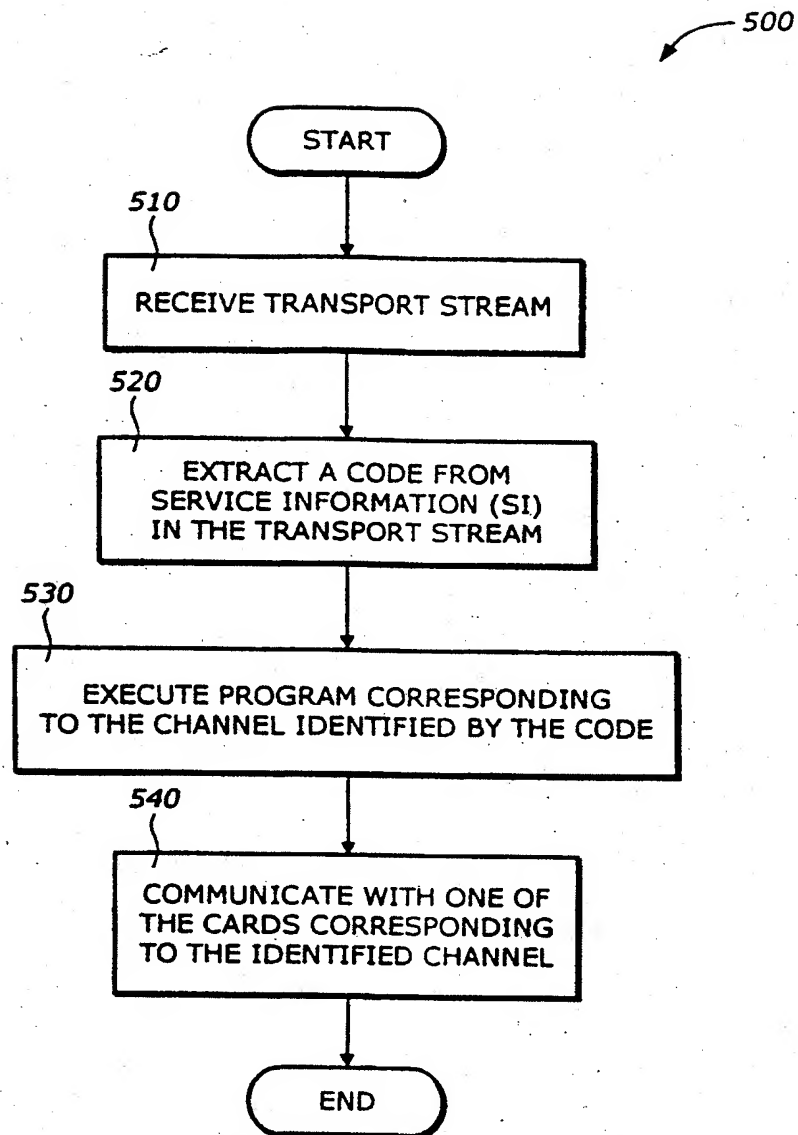 500
START
510
RECEIVE TRANSPORT STREAM
520
EXTRACT A CODE FROM
SERVICE INFORMATION (SI)
IN THE TRANSPORT STREAM
530
EXECUTE PROGRAM CORRESPONDING
TO THE CHANNEL IDENTIFIED BY THE CODE
540
COMMUNICATE WITH ONE OF
THE CARDS CORRESPONDING
TO THE IDENTIFIED CHANNEL
END